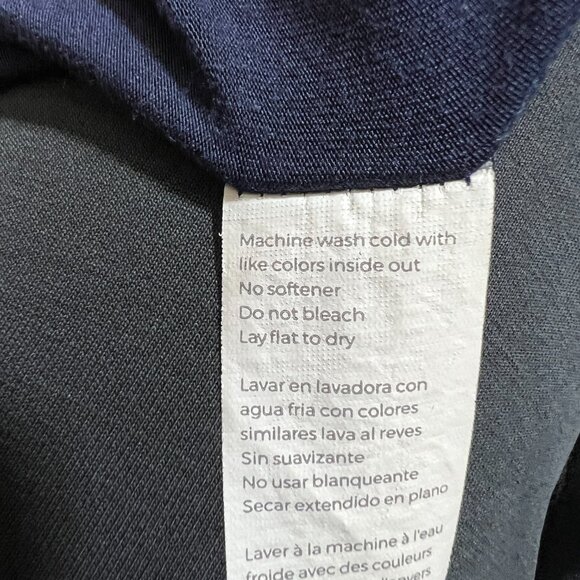 Machine wash cold with
like colors inside out
No softener
Do not bleach
Lay flat to dry
Lavar en lavadora con
agua fria con colores
similares lava al reves
Sin suavizante
No usar blanqueante
Secar extendido en plano
Laver à la machine à l'eau
froide avec des couleurs